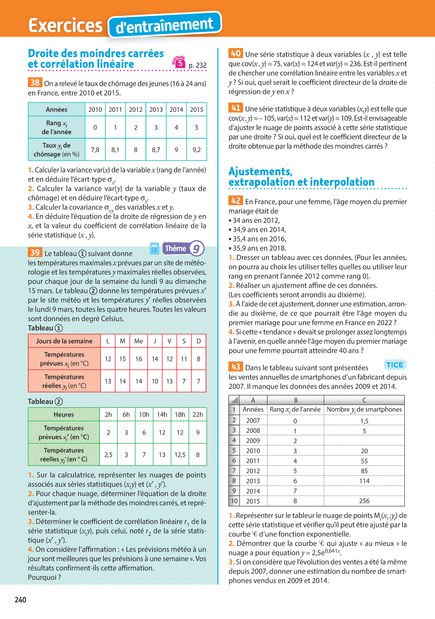 Exercices d'entraînement
Droite des moindres carrées
et corrélation linéaire
5 p. 232
38 On a relevé le taux de chômage des jeunes (16 à 24 ans)
en France, entre 2010 et 2015.
Années 2010 2011 2012 2013 2014 2015
Rang xᵢ
de l'année 0 1 2 3 4 5
Taux yᵢ de
chômage (en %) 7,8 8,1 8 8,7 9 9,2
1. Calculer la variance var(x) de la variable x (rang de l'année)
et en déduire l'écart-type σₓ.
2. Calculer la variance var(y) de la variable y (taux de
chômage) et en déduire l'écart-type σᵧ.
3. Calculer la covariance σₓᵧ des variables x et y.
4. En déduire l'équation de la droite de régression de y en
x, et la valeur du coefficient de corrélation linéaire de la
série statistique (x , y).
Thème 9
39 Le tableau ① suivant donne
les températures maximales x prévues par un site de météo-
rologie et les températures y maximales réelles observées,
pour chaque jour de la semaine du lundi 9 au dimanche
15 mars. Le tableau ② donne les températures prévues x'
par le site météo et les températures y' réelles observées
le lundi 9 mars, toutes les quatre heures. Toutes les valeurs
sont données en degré Celsius.
Tableau ①
Jours de la semaine L M Me J V S D
Températures
prévues xᵢ (en °C) 12 15 16 14 12 11 8
Températures
réelles yᵢ (en °C) 13 14 14 10 13 7 7
Tableau ②
Heures 2h 6h 10h 14h 18h 22h
Températures
prévues xᵢ' (en °C) 2 3 6 12 12 9
Températures
réelles yᵢ' (en ° C) 2,5 3 7 13 12,5 8
1. Sur la calculatrice, représenter les nuages de points
associés aux séries statistiques (x,y) et (x' , y').
2. Pour chaque nuage, déterminer l'équation de la droite
d'ajustement par la méthode des moindres carrés, et repré-
senter-la.
3. Déterminer le coefficient de corrélation linéaire r₁ de la
série statistique (x,y), puis celui, noté r₂ de la série statis-
tique (x' , y').
4. On considère l'affirmation : « Les prévisions météo à un
jour sont meilleures que les prévisions à une semaine ». Vos
résultats confirment-ils cette affirmation.
Pourquoi ?
240
40 Une série statistique à deux variables (x , y) est telle
que cov(x , y) = 75, var(x) = 124 et var(y) = 236. Est-il pertinent
de chercher une corrélation linéaire entre les variables x et
y ? Si oui, quel serait le coefficient directeur de la droite de
régression de y en x ?
41 Une série statistique à deux variables (x,y) est telle que
cov(x, y) = – 105, var(x) = 112 et var(y) = 109. Est-il envisageable
d'ajuster le nuage de points associé à cette série statistique
par une droite ? Si oui, quel est le coefficient directeur de la
droite obtenue par la méthode des moindres carré ?
Ajustements,
extrapolation et interpolation
42 En France, pour une femme, l'âge moyen du premier
mariage était de
• 34 ans en 2012,
• 34,9 ans en 2014,
• 35,4 ans en 2016,
• 35,9 ans en 2018.
1. Dresser un tableau avec ces données. (Pour les années,
on pourra au choix les utiliser telles quelles ou utiliser leur
rang en prenant l'année 2012 comme rang 0).
2. Réaliser un ajustement affine de ces données.
(Les coefficients seront arrondis au dixième).
3. À l'aide de cet ajustement, donner une estimation, arron-
die au dixième, de ce que pourrait être l'âge moyen du
premier mariage pour une femme en France en 2022 ?
4. Si cette « tendance » devait se prolonger assez longtemps
à l'avenir, en quelle année l'âge moyen du premier mariage
pour une femme pourrait atteindre 40 ans ?
TICE
43 Dans le tableau suivant sont présentées
les ventes annuelles de smartphones d'un fabricant depuis
2007. Il manque les données des années 2009 et 2014.
A B C
1 Années Rang xᵢ de l'année Nombre yᵢ de smartphones
2 2007 0 1,5
3 2008 1 5
4 2009 2
5 2010 3 20
6 2011 4 55
7 2012 5 85
8 2013 6 114
9 2014 7
10 2015 8 256
1. Représenter sur le tableur le nuage de points Mᵢ(xᵢ ; yᵢ) de
cette série statistique et vérifier qu'il peut être ajusté par la
courbe 𝒞 d'une fonction exponentielle.
2. Démontrer que la courbe 𝒞 qui ajuste « au mieux » le
nuage a pour équation y = 2,5e^0,641x.
3. Si on considère que l'évolution des ventes a été la même
depuis 2007, donner une estimation du nombre de smart-
phones vendus en 2009 et 2014.